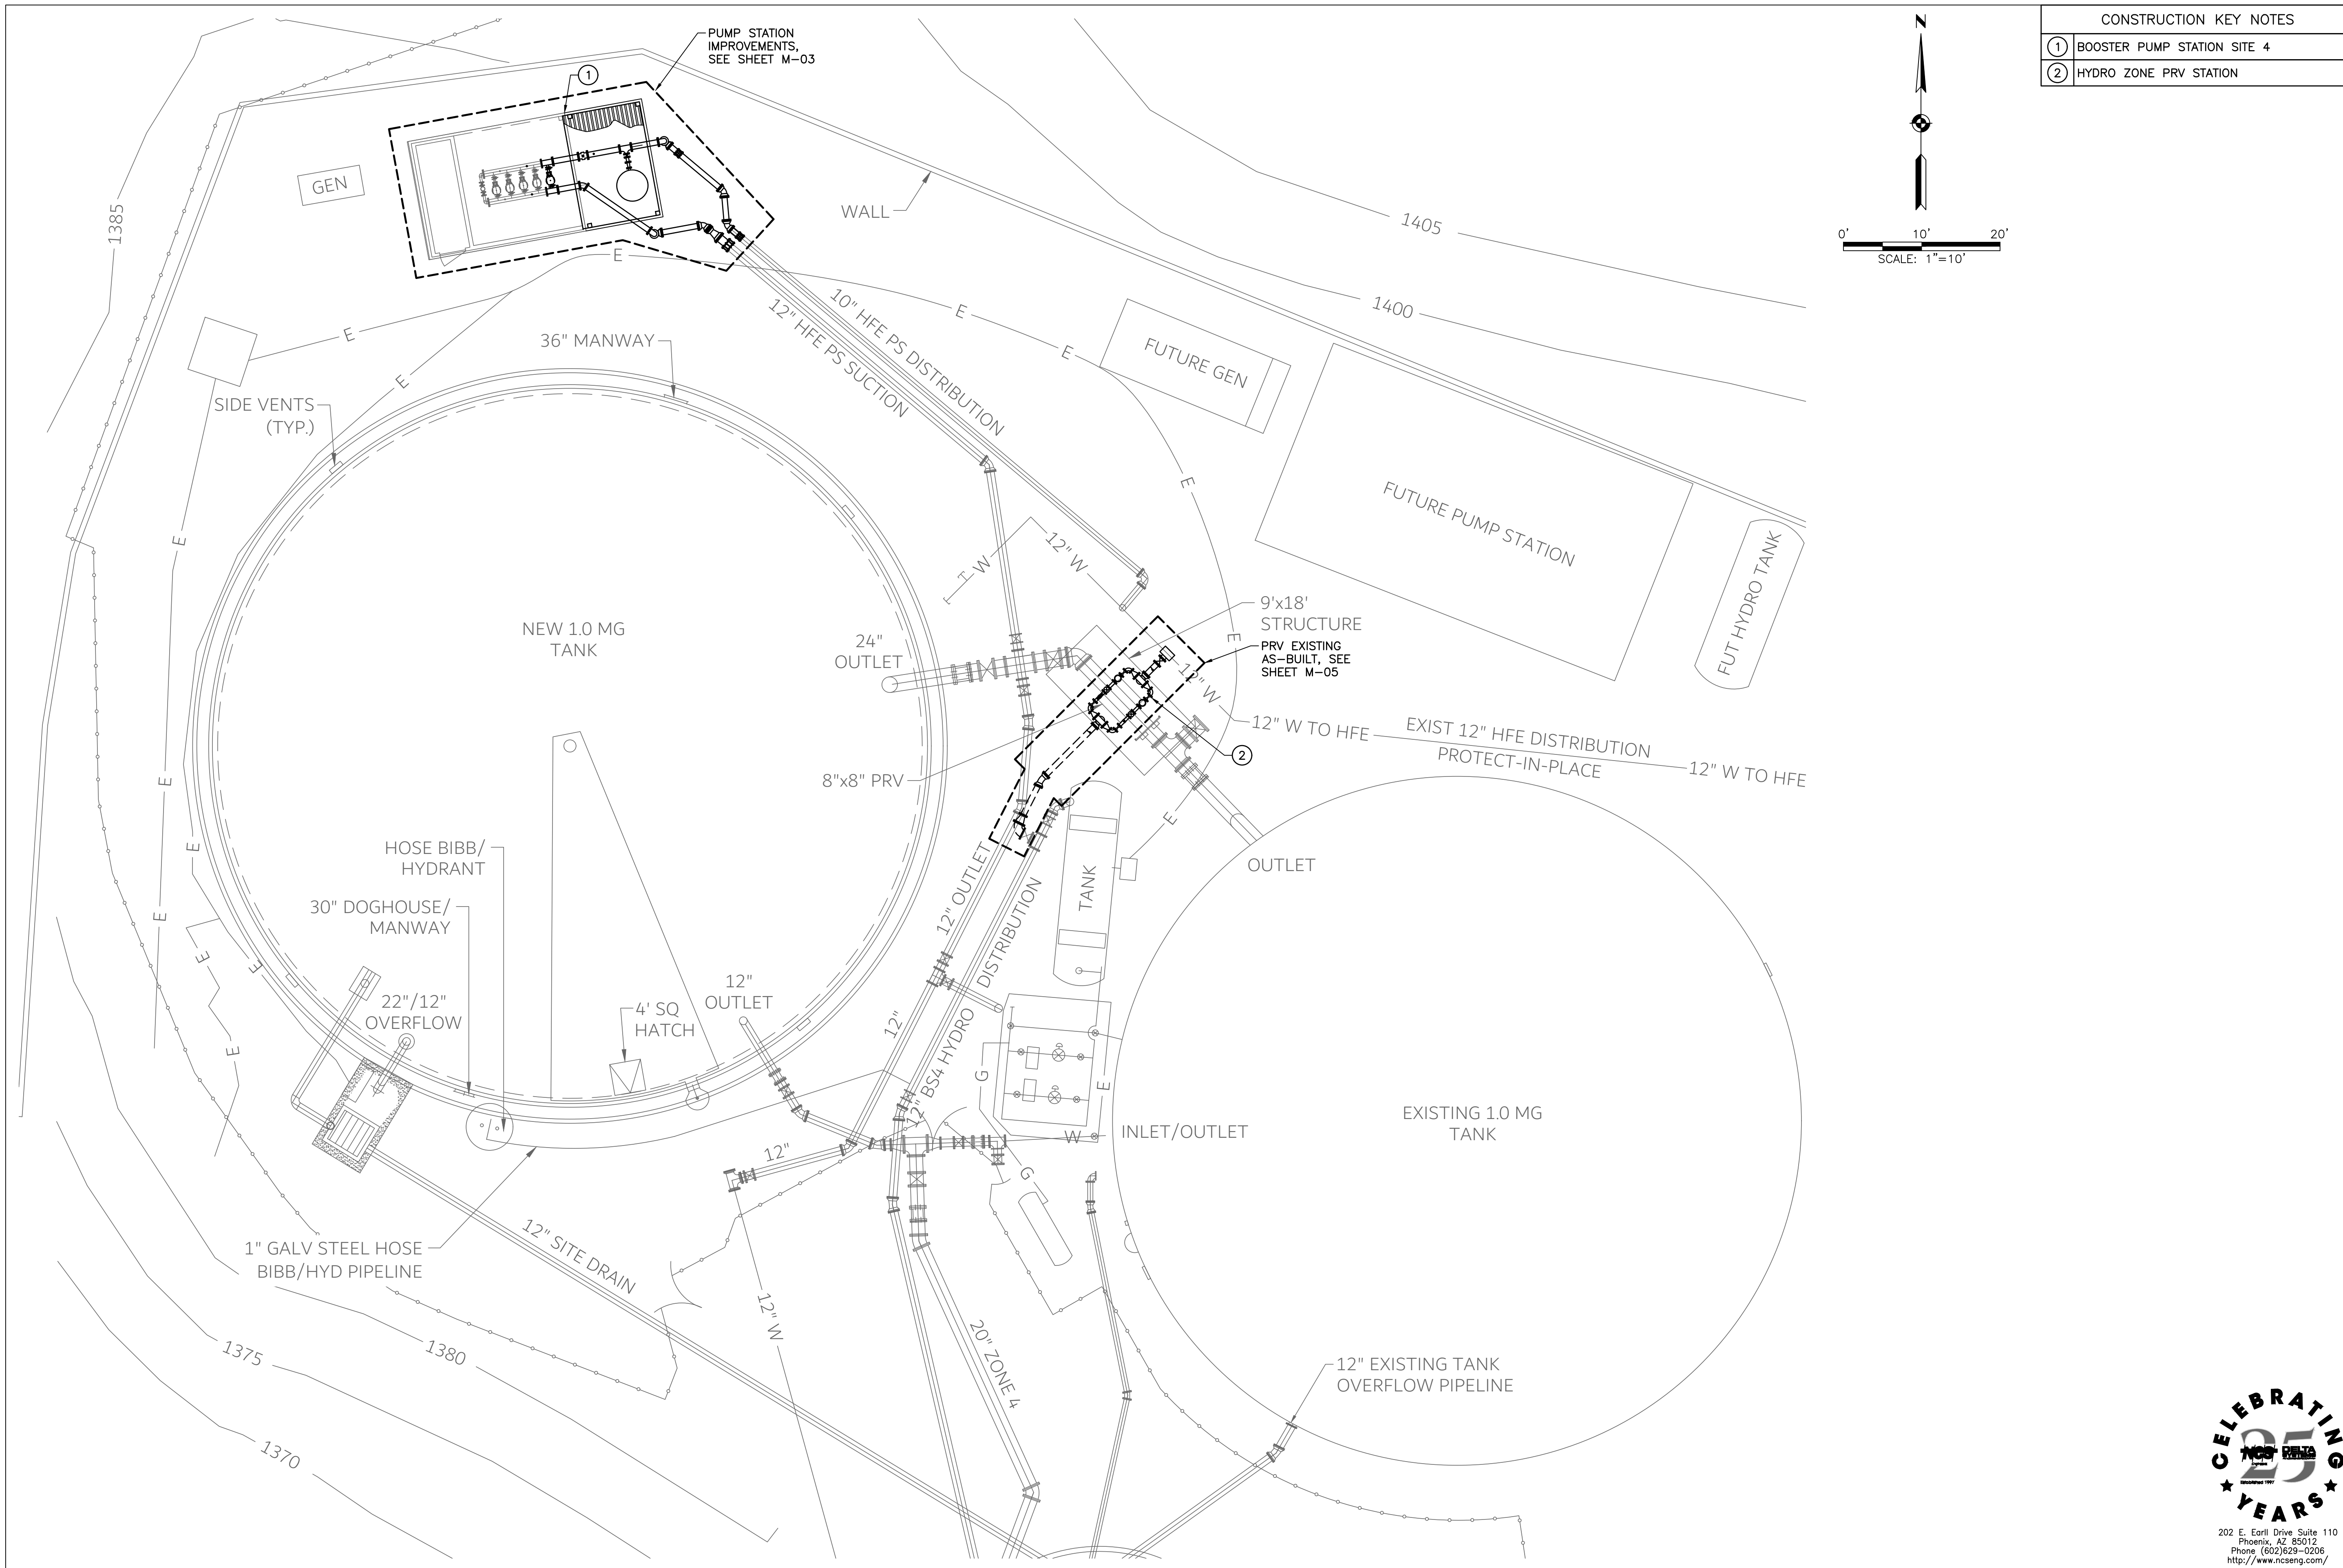 CONSTRUCTION KEY NOTES
1 BOOSTER PUMP STATION SITE 4
2 HYDRO ZONE PRV STATION
N
0' 10' 20'
SCALE: 1"=10'
PUMP STATION
IMPROVEMENTS,
SEE SHEET M-03
1
GEN
1385
WALL
1405
1400
E
E
E
E
E
12" HFE PS SUCTION
10" HFE PS DISTRIBUTION
36" MANWAY
SIDE VENTS
(TYP.)
FUTURE GEN
FUTURE PUMP STATION
FUT HYDRO TANK
E
E
E
W
12" W
9'x18'
STRUCTURE
PRV EXISTING
AS-BUILT, SEE
SHEET M-05
12" W
24"
OUTLET
NEW 1.0 MG
TANK
8"x8" PRV
2
12" W TO HFE
EXIST 12" HFE DISTRIBUTION
PROTECT-IN-PLACE
12" W TO HFE
E
E
E
E
OUTLET
TANK
HOSE BIBB/
HYDRANT
30" DOGHOUSE/
MANWAY
12" OUTLET
12" BS4 HYDRO DISTRIBUTION
12"
E
E
E
22"/12"
OVERFLOW
4' SQ
HATCH
12"
OUTLET
G
E
W
INLET/OUTLET
EXISTING 1.0 MG
TANK
12"
G
1" GALV STEEL HOSE
BIBB/HYD PIPELINE
12" SITE DRAIN
12" W
20" ZONE 4
12" EXISTING TANK
OVERFLOW PIPELINE
1375
1380
1370
CELEBRATING
25
NCS DELTA
Established 1997
YEARS
202 E. Earll Drive Suite 110
Phoenix, AZ 85012
Phone (602)629-0206
http://www.ncseng.com/